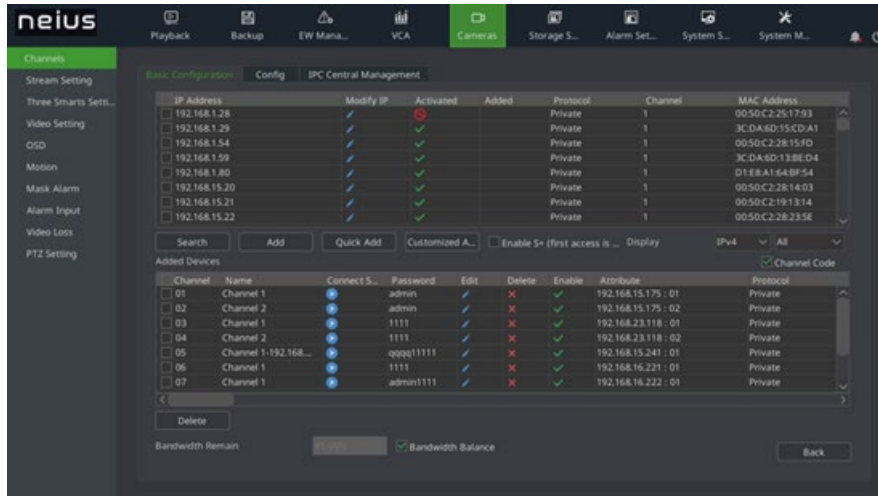 neius
Playback Backup EW Mana... VCA Cameras Storage S... Alarm Set... System S... System M...
Channels
Stream Setting
Three Smarts Setti...
Video Setting
OSD
Motion
Mask Alarm
Alarm Input
Video Loss
PTZ Setting
Basic Configuration Config IPC Central Management
IP Address Modify IP Activated Added Protocol Channel MAC Address
192.168.1.28 Private 1 00:50:C2:25:17:93
192.168.1.29 Private 1 3C:DA:6D:15:CD:A1
192.168.1.54 Private 1 00:50:C2:28:15:FD
192.168.1.59 Private 1 3C:DA:6D:13:BE:D4
192.168.1.80 Private 1 D1:E8:A1:64:BF:54
192.168.15.20 Private 1 00:50:C2:28:14:03
192.168.15.21 Private 1 00:50:C2:19:13:14
192.168.15.22 Private 1 00:50:C2:28:23:5E
Search Add Quick Add Customized A... Enable S+ (first access is ... Display IPv4 All
Added Devices Channel Code
Channel Name Connect S... Password Edit Delete Enable Attribute Protocol
01 Channel 1 admin 192.168.15.175 : 01 Private
02 Channel 2 admin 192.168.15.175 : 02 Private
03 Channel 1 1111 192.168.23.118 : 01 Private
04 Channel 2 1111 192.168.23.118 : 02 Private
05 Channel 1-192.168.... qqqq11111 192.168.15.241 : 01 Private
06 Channel 1 1111 192.168.16.221 : 01 Private
07 Channel 1 admin1111 192.168.16.222 : 01 Private
Delete
Bandwidth Remain Bandwidth Balance
Back